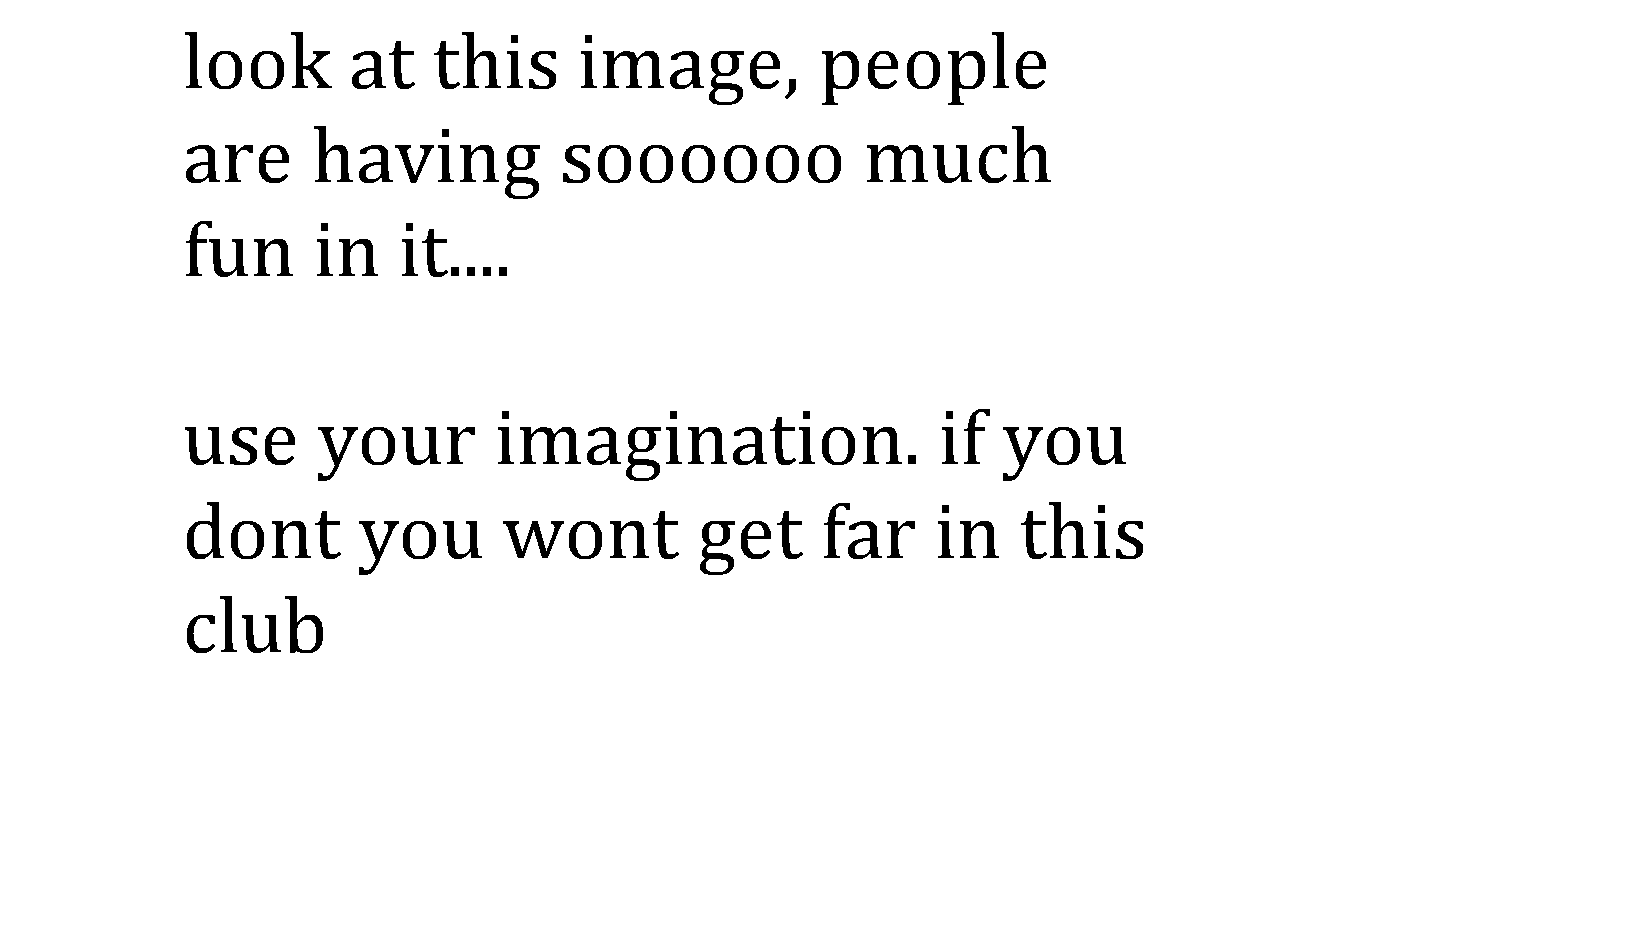 look at this image, people
are having soooooo much
fun in it....
use your imagination. if you
dont you wont get far in this
club